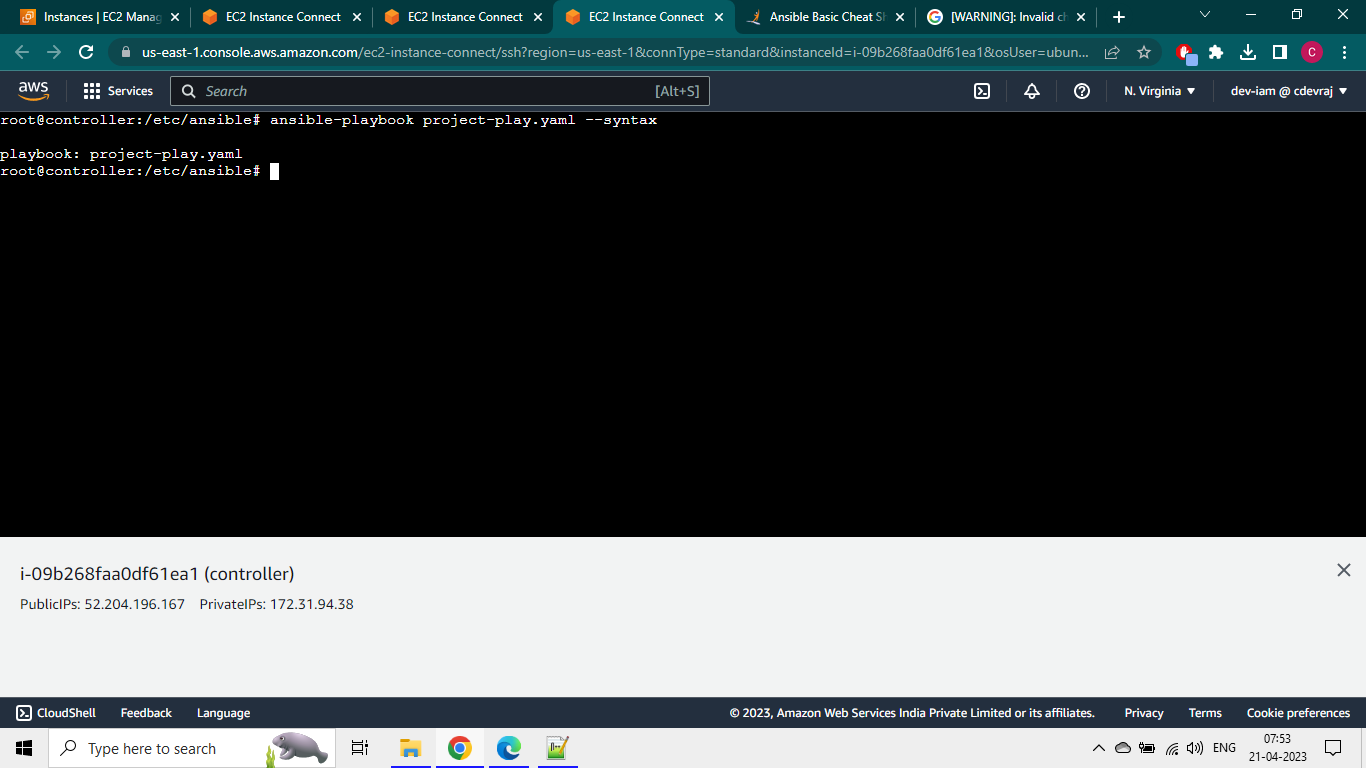 Instances | EC2 Manag
EC2 Instance Connect
EC2 Instance Connect
EC2 Instance Connect
Ansible Basic Cheat Sh
[WARNING]: Invalid ch
us-east-1.console.aws.amazon.com/ec2-instance-connect/ssh?region=us-east-1&connType=standard&instanceId=i-09b268faa0df61ea1&osUser=ubun...
C
aws
Services
Search
[Alt+S]
N. Virginia
dev-iam @ cdevraj
root@controller:/etc/ansible# ansible-playbook project-play.yaml --syntax
playbook: project-play.yaml
root@controller:/etc/ansible#
i-09b268faa0df61ea1 (controller)
PublicIPs: 52.204.196.167 PrivateIPs: 172.31.94.38
CloudShell Feedback Language
© 2023, Amazon Web Services India Private Limited or its affiliates. Privacy Terms Cookie preferences
Type here to search
ENG
07:53
21-04-2023